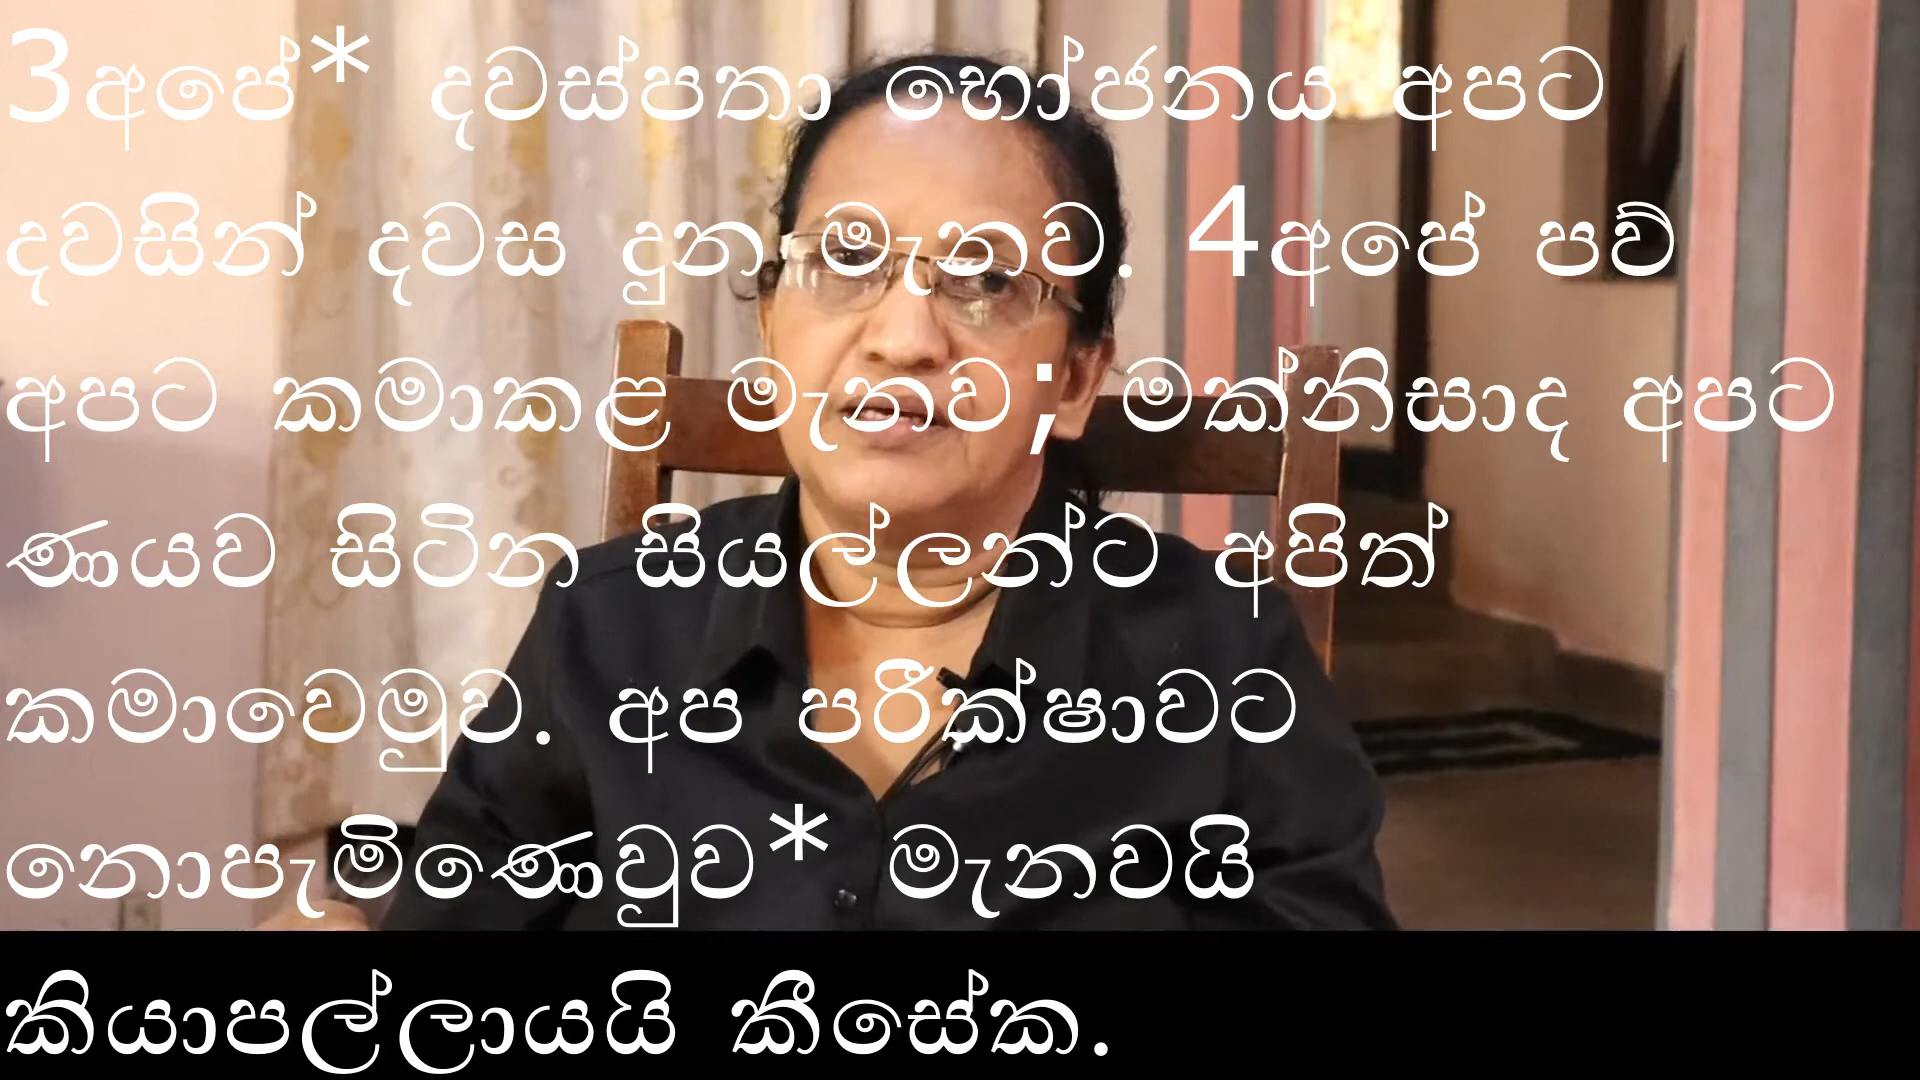 3අපේ* දවස්පතා භෝජනය අපට
දවසින් දවස දුන මැනව. 4අපේ පව්
අපට කමාකළ මැනව; මක්නිසාද අපට
ණයව සිටින සියල්ලන්ට අපිත්
කමාවෙමුව. අප පරීක්ෂාවට
නොපැමිණෙවුව* මැනවයි
කියාපල්ලායයි කීසේක.